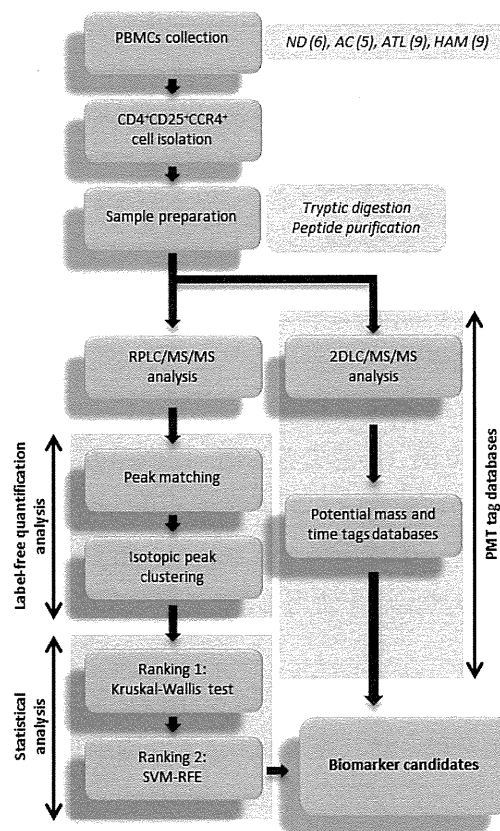 PBMCs collection
ND (6), AC (5), ATL (9), HAM (9)
CD4⁺CD25⁺CCR4⁺
cell isolation
Sample preparation
Tryptic digestion
Peptide purification
RPLC/MS/MS
analysis
2DLC/MS/MS
analysis
Label-free quantification
analysis
Peak matching
Isotopic peak
clustering
Potential mass and
time tags databases
PMT tag databases
Statistical
analysis
Ranking 1:
Kruskal-Wallis test
Ranking 2:
SVM-RFE
Biomarker candidates